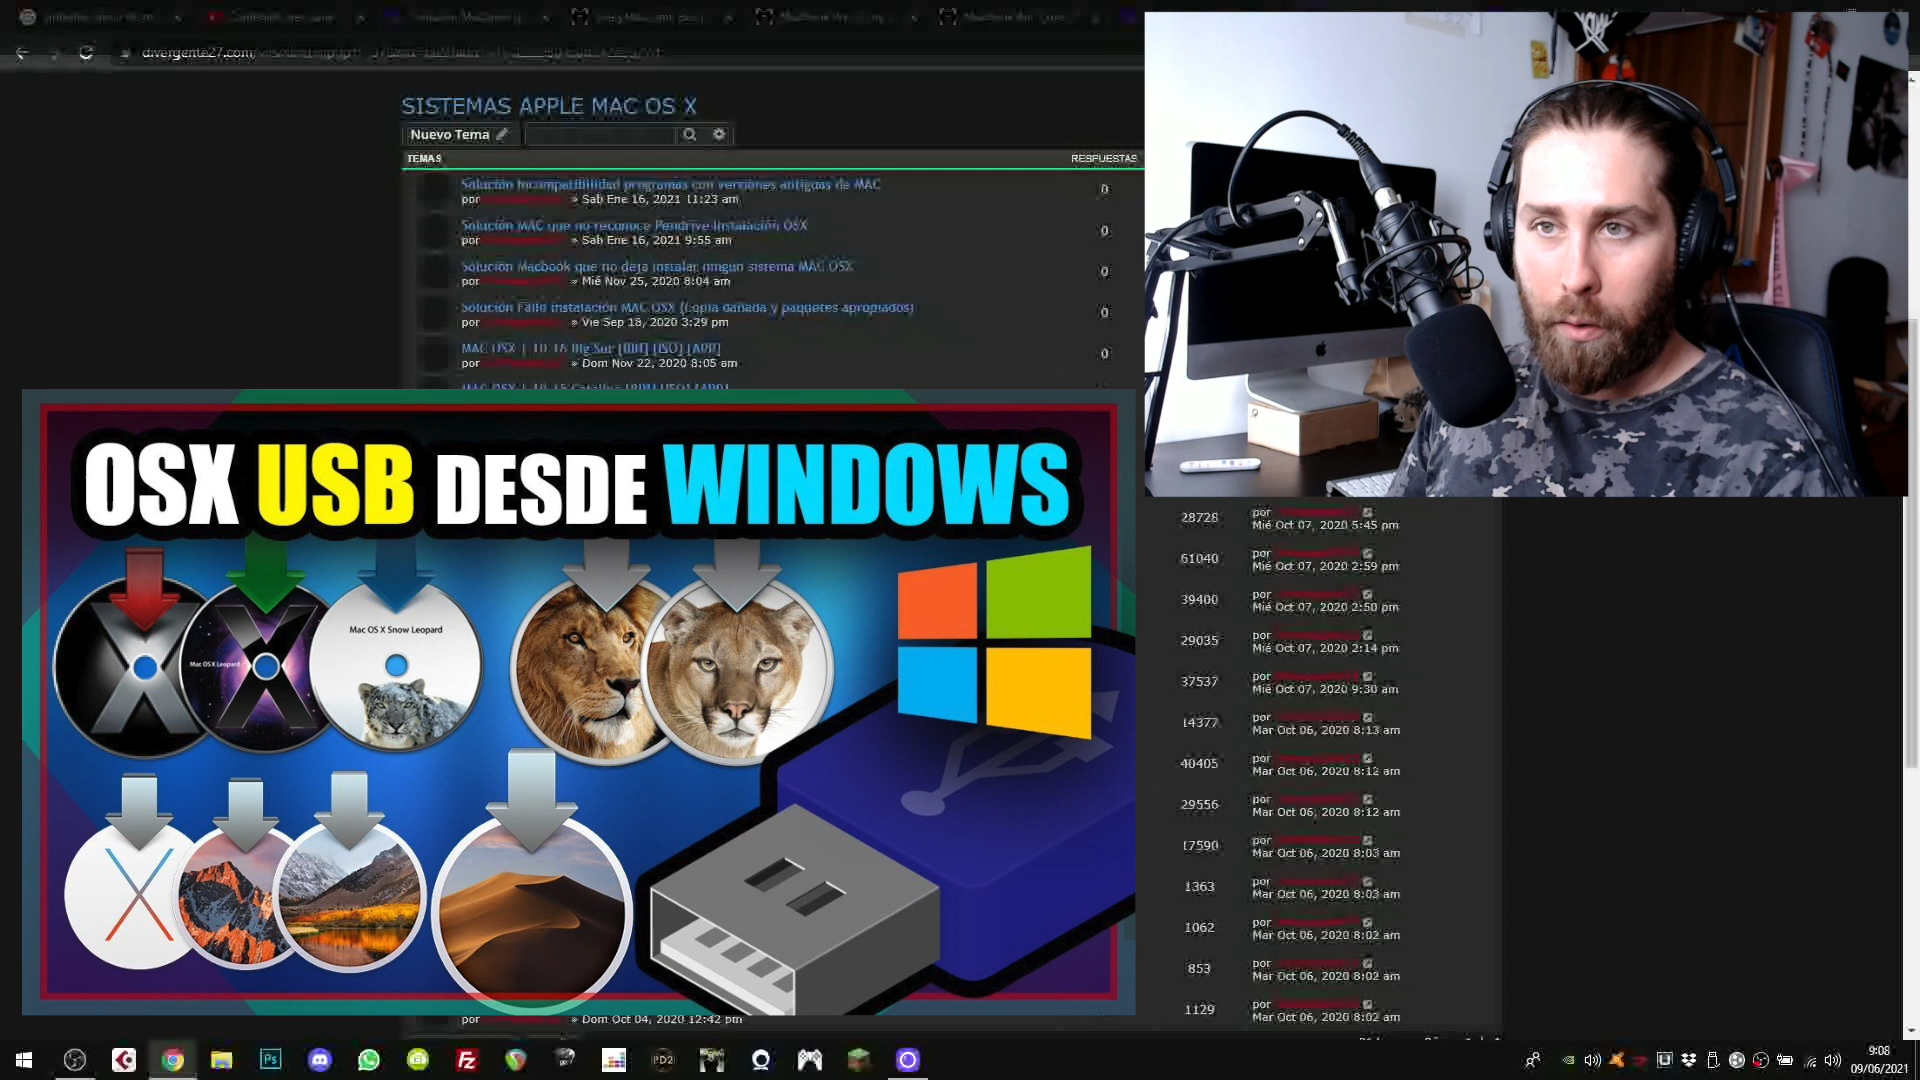 divergente27.com
SISTEMAS APPLE MAC OS X
Nuevo Tema
TEMAS
RESPUESTAS
Solución Incompatibilidad programas con versiones antiguas de MAC
0
por
» Sab Ene 16, 2021 11:23 am
Solución MAC que no reconoce Pendrive Instalación OSX
0
por
» Sab Ene 16, 2021 9:55 am
Solución Macbook que no deja instalar ningun sistema MAC OSX
0
por
» Mié Nov 25, 2020 8:04 am
Solución Fallo instalación MAC OSX (Copia dañada y paquetes apropiados)
0
por
» Vie Sep 18, 2020 3:29 pm
MAC OSX | 10.16 Big Sur [ISO] [APP]
0
por
» Dom Nov 22, 2020 8:05 am
OSX USB DESDE WINDOWS
Mac OS X Leopard
Mac OS X Snow Leopard
28728
por
Mié Oct 07, 2020 5:45 pm
61040
por
Mié Oct 07, 2020 2:59 pm
39400
por
Mié Oct 07, 2020 2:50 pm
29035
por
Mié Oct 07, 2020 2:14 pm
37537
por
Mié Oct 07, 2020 9:30 am
14377
por
Mar Oct 06, 2020 8:13 am
40405
por
Mar Oct 06, 2020 8:12 am
29556
por
Mar Oct 06, 2020 8:12 am
17590
por
Mar Oct 06, 2020 8:03 am
1363
por
Mar Oct 06, 2020 8:03 am
1062
por
Mar Oct 06, 2020 8:02 am
853
por
Mar Oct 06, 2020 8:02 am
1129
por
Mar Oct 06, 2020 8:02 am
por
» Dom Oct 04, 2020 12:42 pm
Ps
Fz
PD2
9:08
09/06/2021